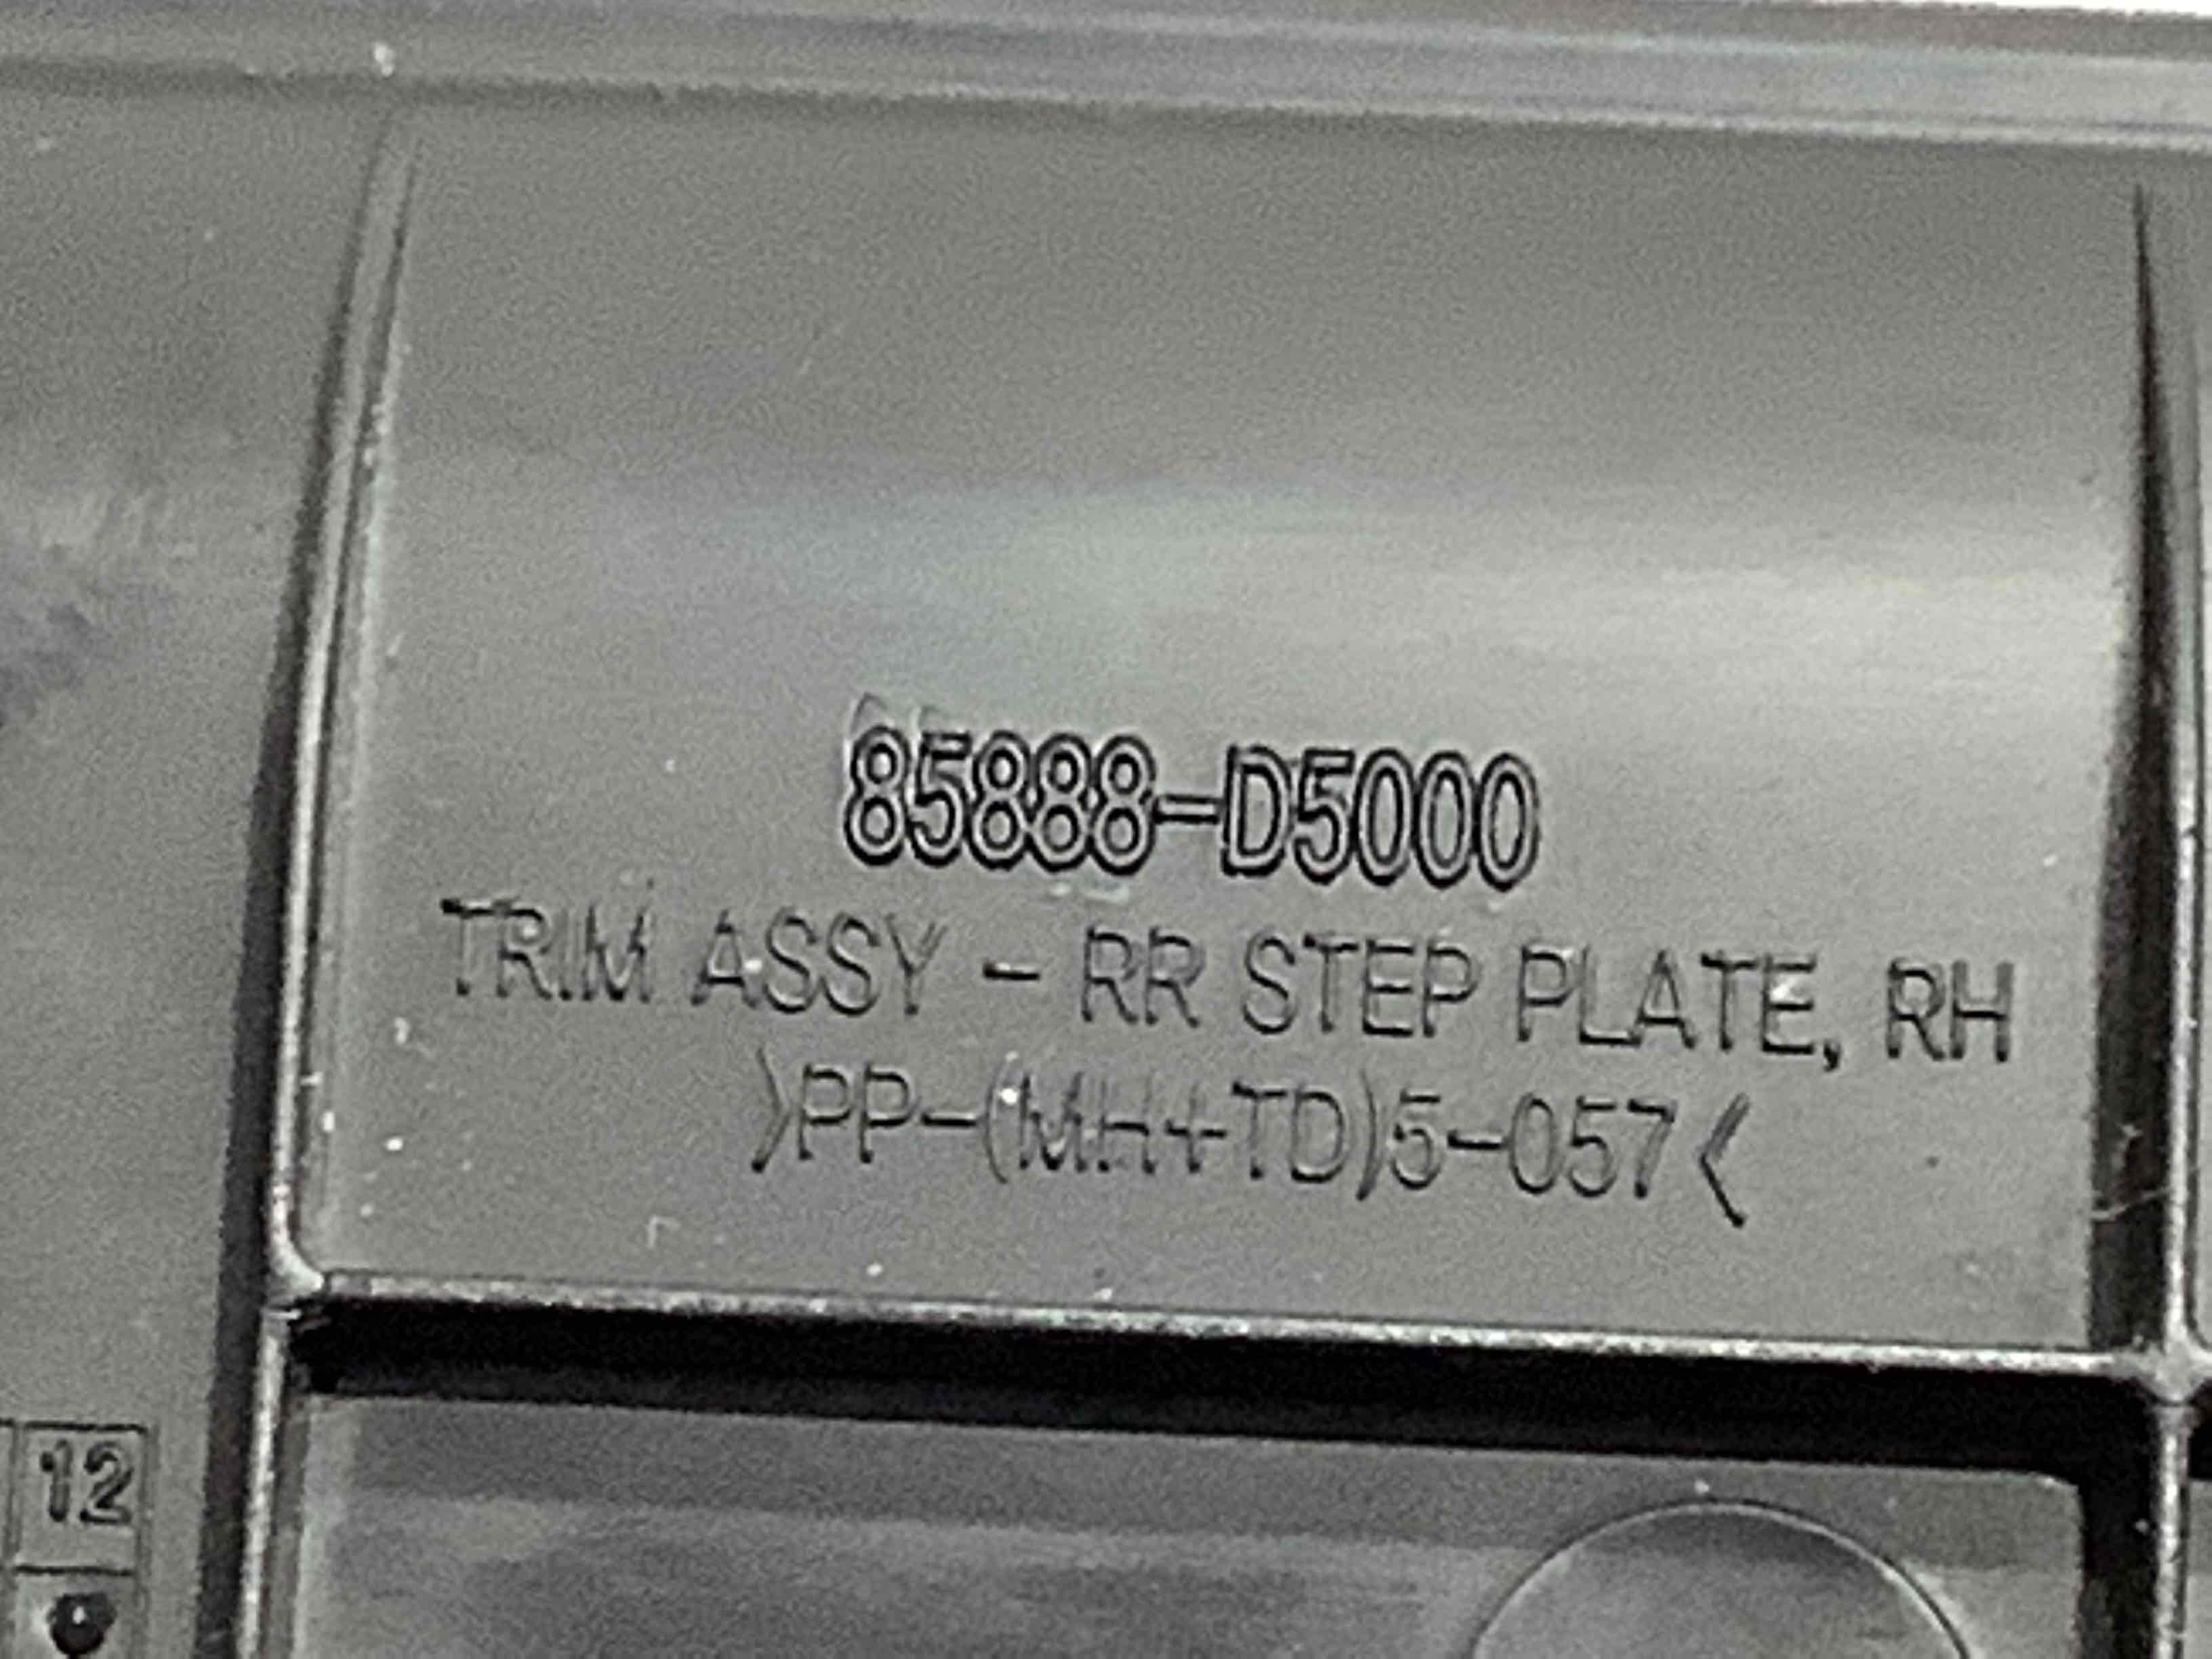 85888-D5000
TRIM ASSY - RR STEP PLATE, RH
>PP-(MH+TD)5-057<
12